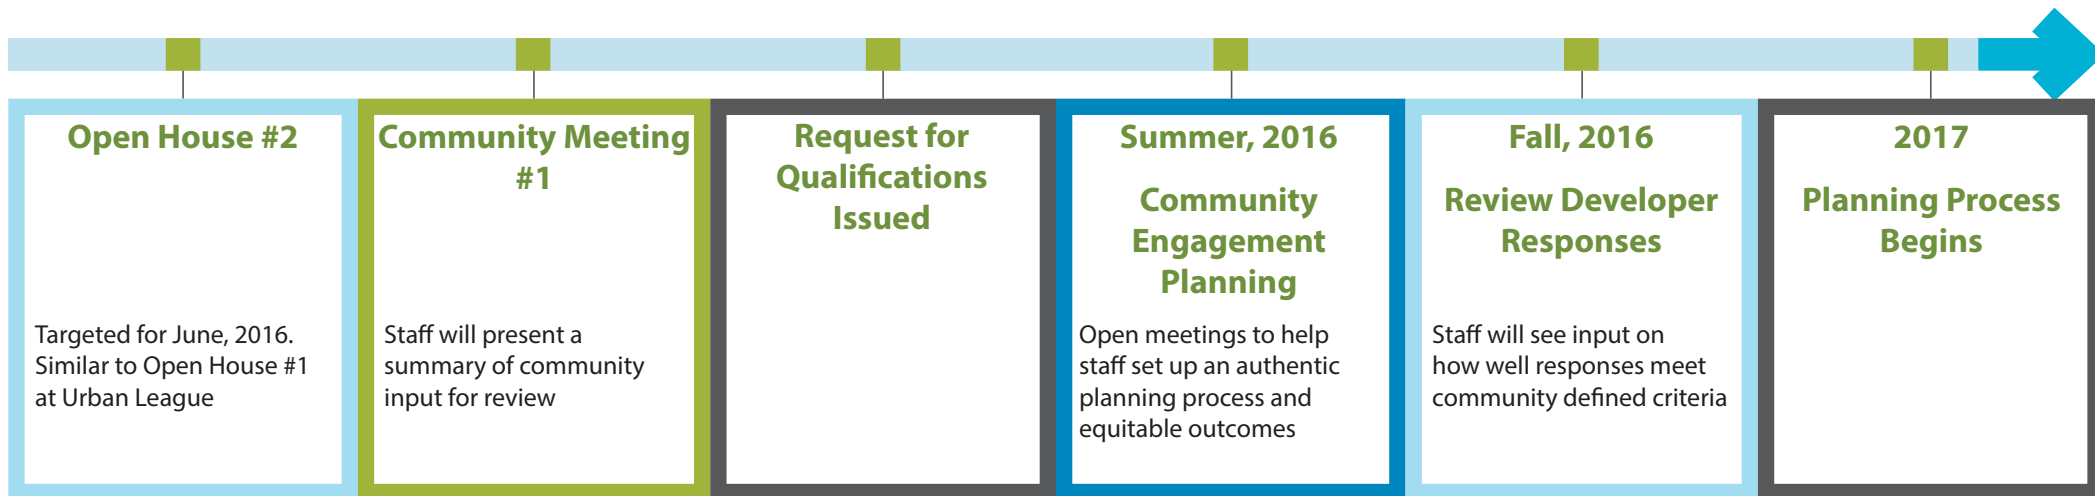 Open House #2
Targeted for June, 2016.
Similar to Open House #1
at Urban League
Community Meeting
#1
Staff will present a
summary of community
input for review
Request for
Qualifications
Issued
Summer, 2016
Community
Engagement
Planning
Open meetings to help
staff set up an authentic
planning process and
equitable outcomes
Fall, 2016
Review Developer
Responses
Staff will see input on
how well responses meet
community defined criteria
2017
Planning Process
Begins